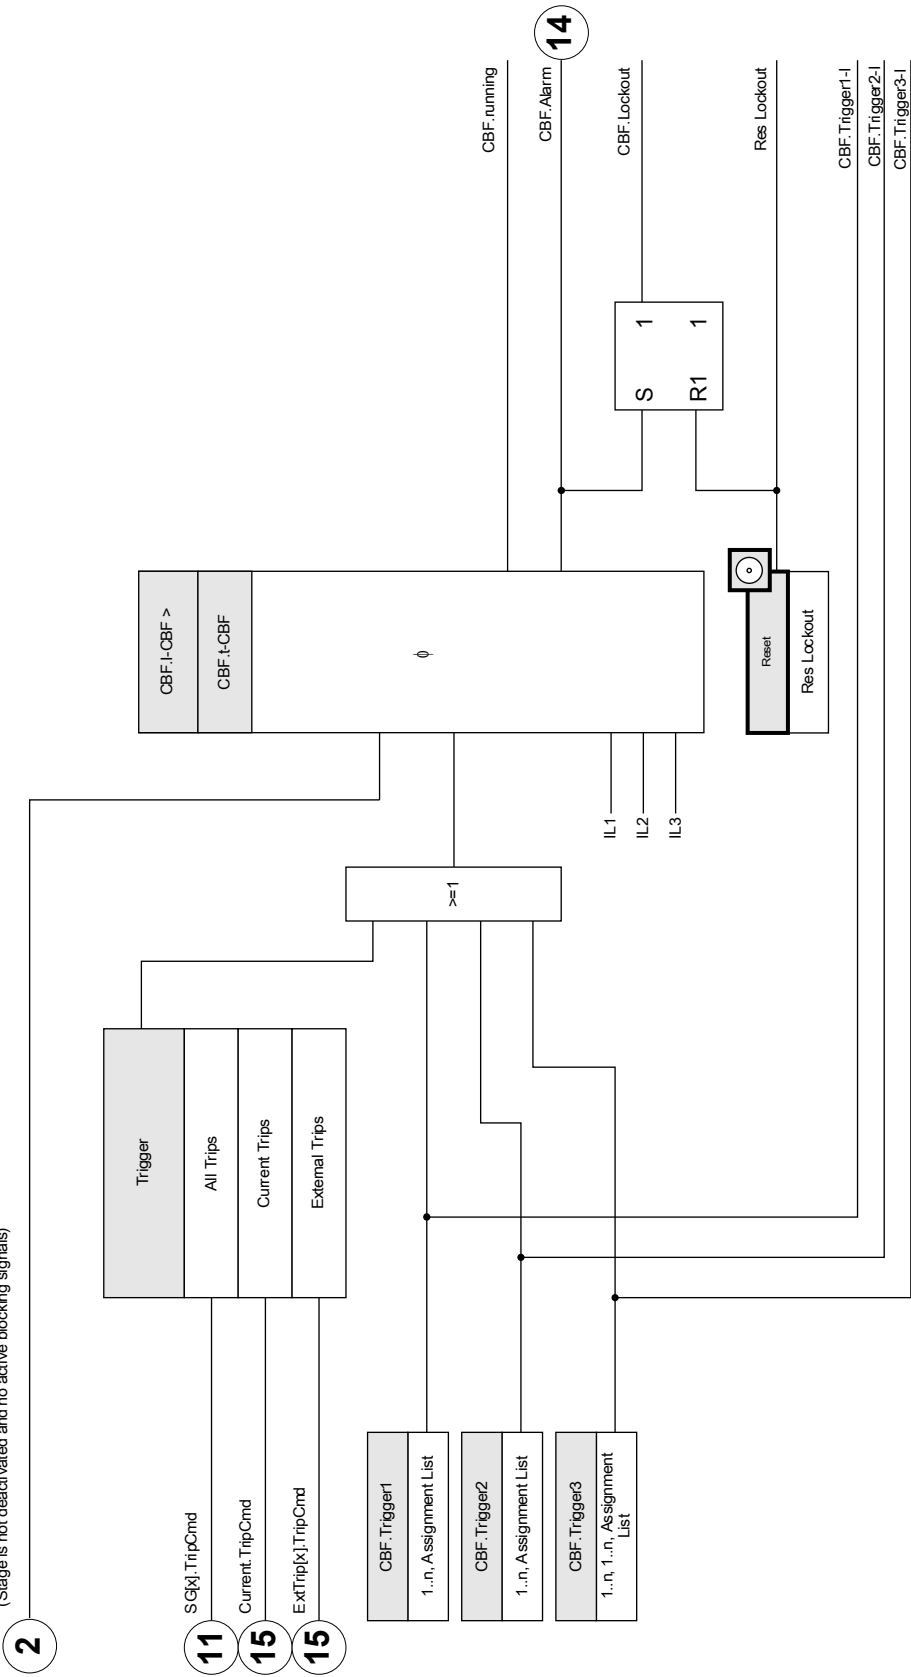 (Stage is not deactivated and no active blocking signals)
2
SG[x].TripCmd
11
Current.TripCmd
15
ExtTrip[x].TripCmd
15
Trigger
All Trips
Current Trips
External Trips
CBF.Trigger1
1..n, Assignment List
CBF.Trigger2
1..n, Assignment List
CBF.Trigger3
1..n, 1..n, Assignment
List
>=1
IL1
IL2
IL3
CBF.I-CBF >
CBF.t-CBF
φ
Reset
Res Lockout
S 1
R1 1
CBF.running
CBF.Alarm
14
CBF.Lockout
Res Lockout
CBF.Trigger1-I
CBF.Trigger2-I
CBF.Trigger3-I